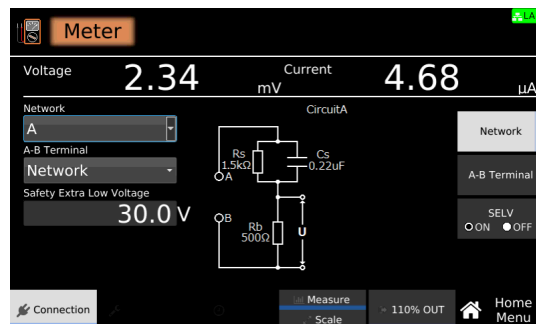 Meter
LA
Voltage 2.34 mV
Current 4.68 μA
Network
A
A-B Terminal
Network
Safety Extra Low Voltage
30.0 V
CircuitA
Rs
1.5kΩ
Cs
0.22uF
A
B
Rb
500Ω
U
Network
A-B Terminal
SELV
ON OFF
Connection
Measure
Scale
110% OUT
Home
Menu